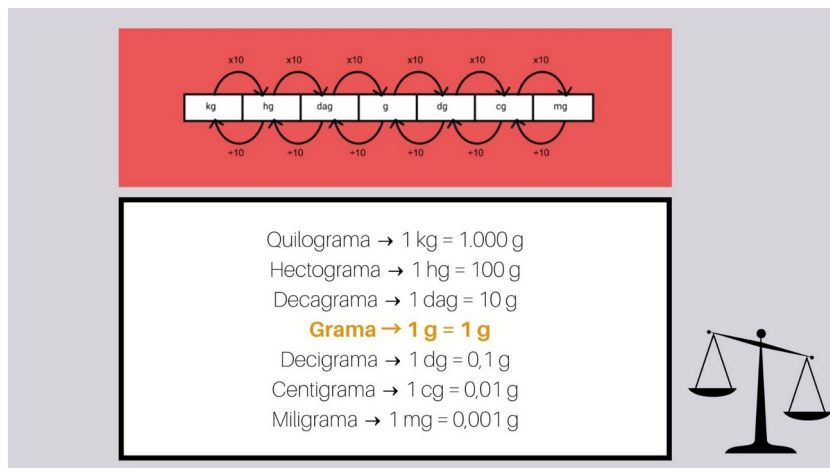 x10 x10 x10 x10 x10 x10
kg hg dag g dg cg mg
÷10 ÷10 ÷10 ÷10 ÷10 ÷10
Quilograma → 1 kg = 1.000 g
Hectograma → 1 hg = 100 g
Decagrama → 1 dag = 10 g
Grama → 1 g = 1 g
Decigrama → 1 dg = 0,1 g
Centigrama → 1 cg = 0,01 g
Miligrama → 1 mg = 0,001 g